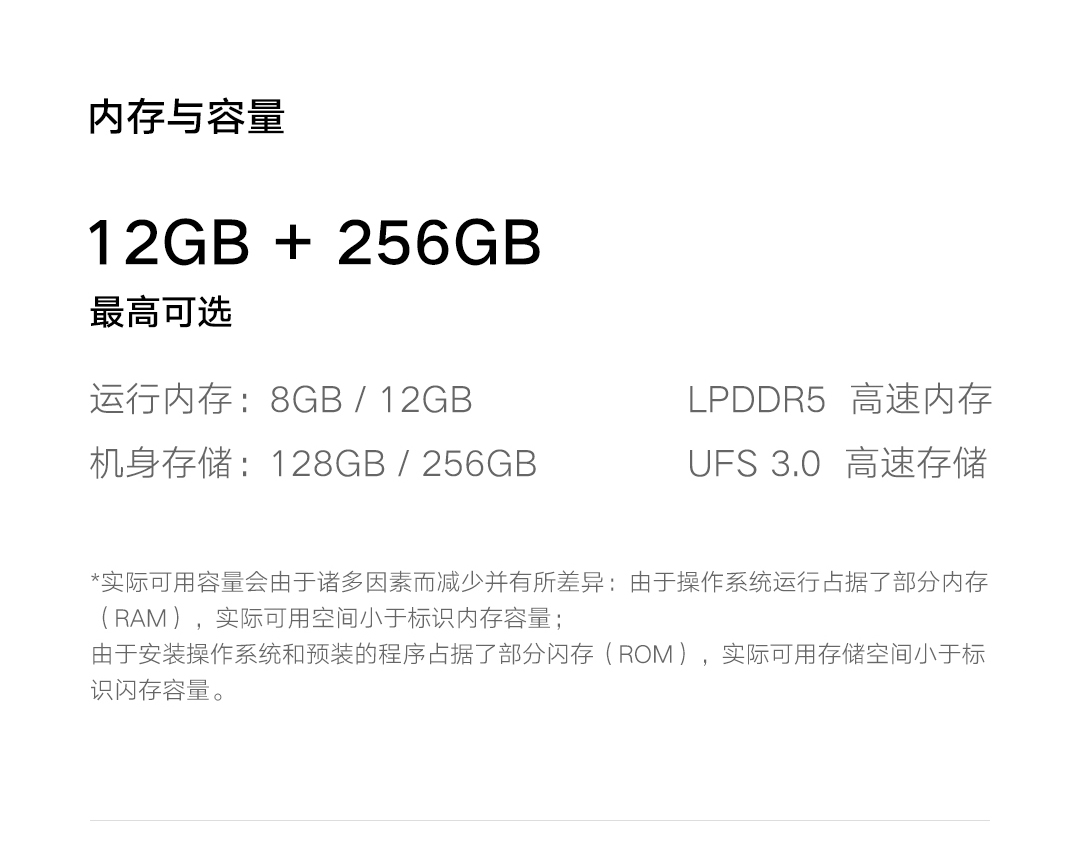 内存与容量
12GB + 256GB
最高可选
运行内存：8GB / 12GB LPDDR5 高速内存
机身存储：128GB / 256GB UFS 3.0 高速存储
*实际可用容量会由于诸多因素而减少并有所差异：由于操作系统运行占据了部分内存
（RAM），实际可用空间小于标识内存容量；
由于安装操作系统和预装的程序占据了部分闪存（ROM），实际可用存储空间小于标
识闪存容量。